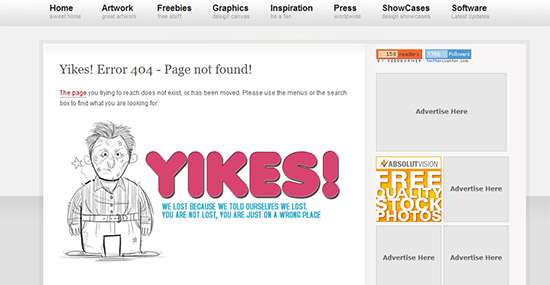 Home Artwork Freebies Graphics Inspiration Press ShowCases Software
sweet home great artwork free stuff design canvas be a fan worldwide design showcases Latest Updates
Yikes! Error 404 - Page not found!
The page you trying to reach does not exist, or has been moved. Please use the menus or the search
box to find what you are looking for.
YIKES!
WE LOST BECAUSE WE TOLD OURSELVES WE LOST.
YOU ARE NOT LOST, YOU ARE JUST ON A WRONG PLACE
readers
Followers
BY FEEDBURNER
twittercounter.com
Advertise Here
ABSOLUTVISION
FREE
QUALITY
STOCK
PHOTOS
Advertise Here
Advertise Here
Advertise Here